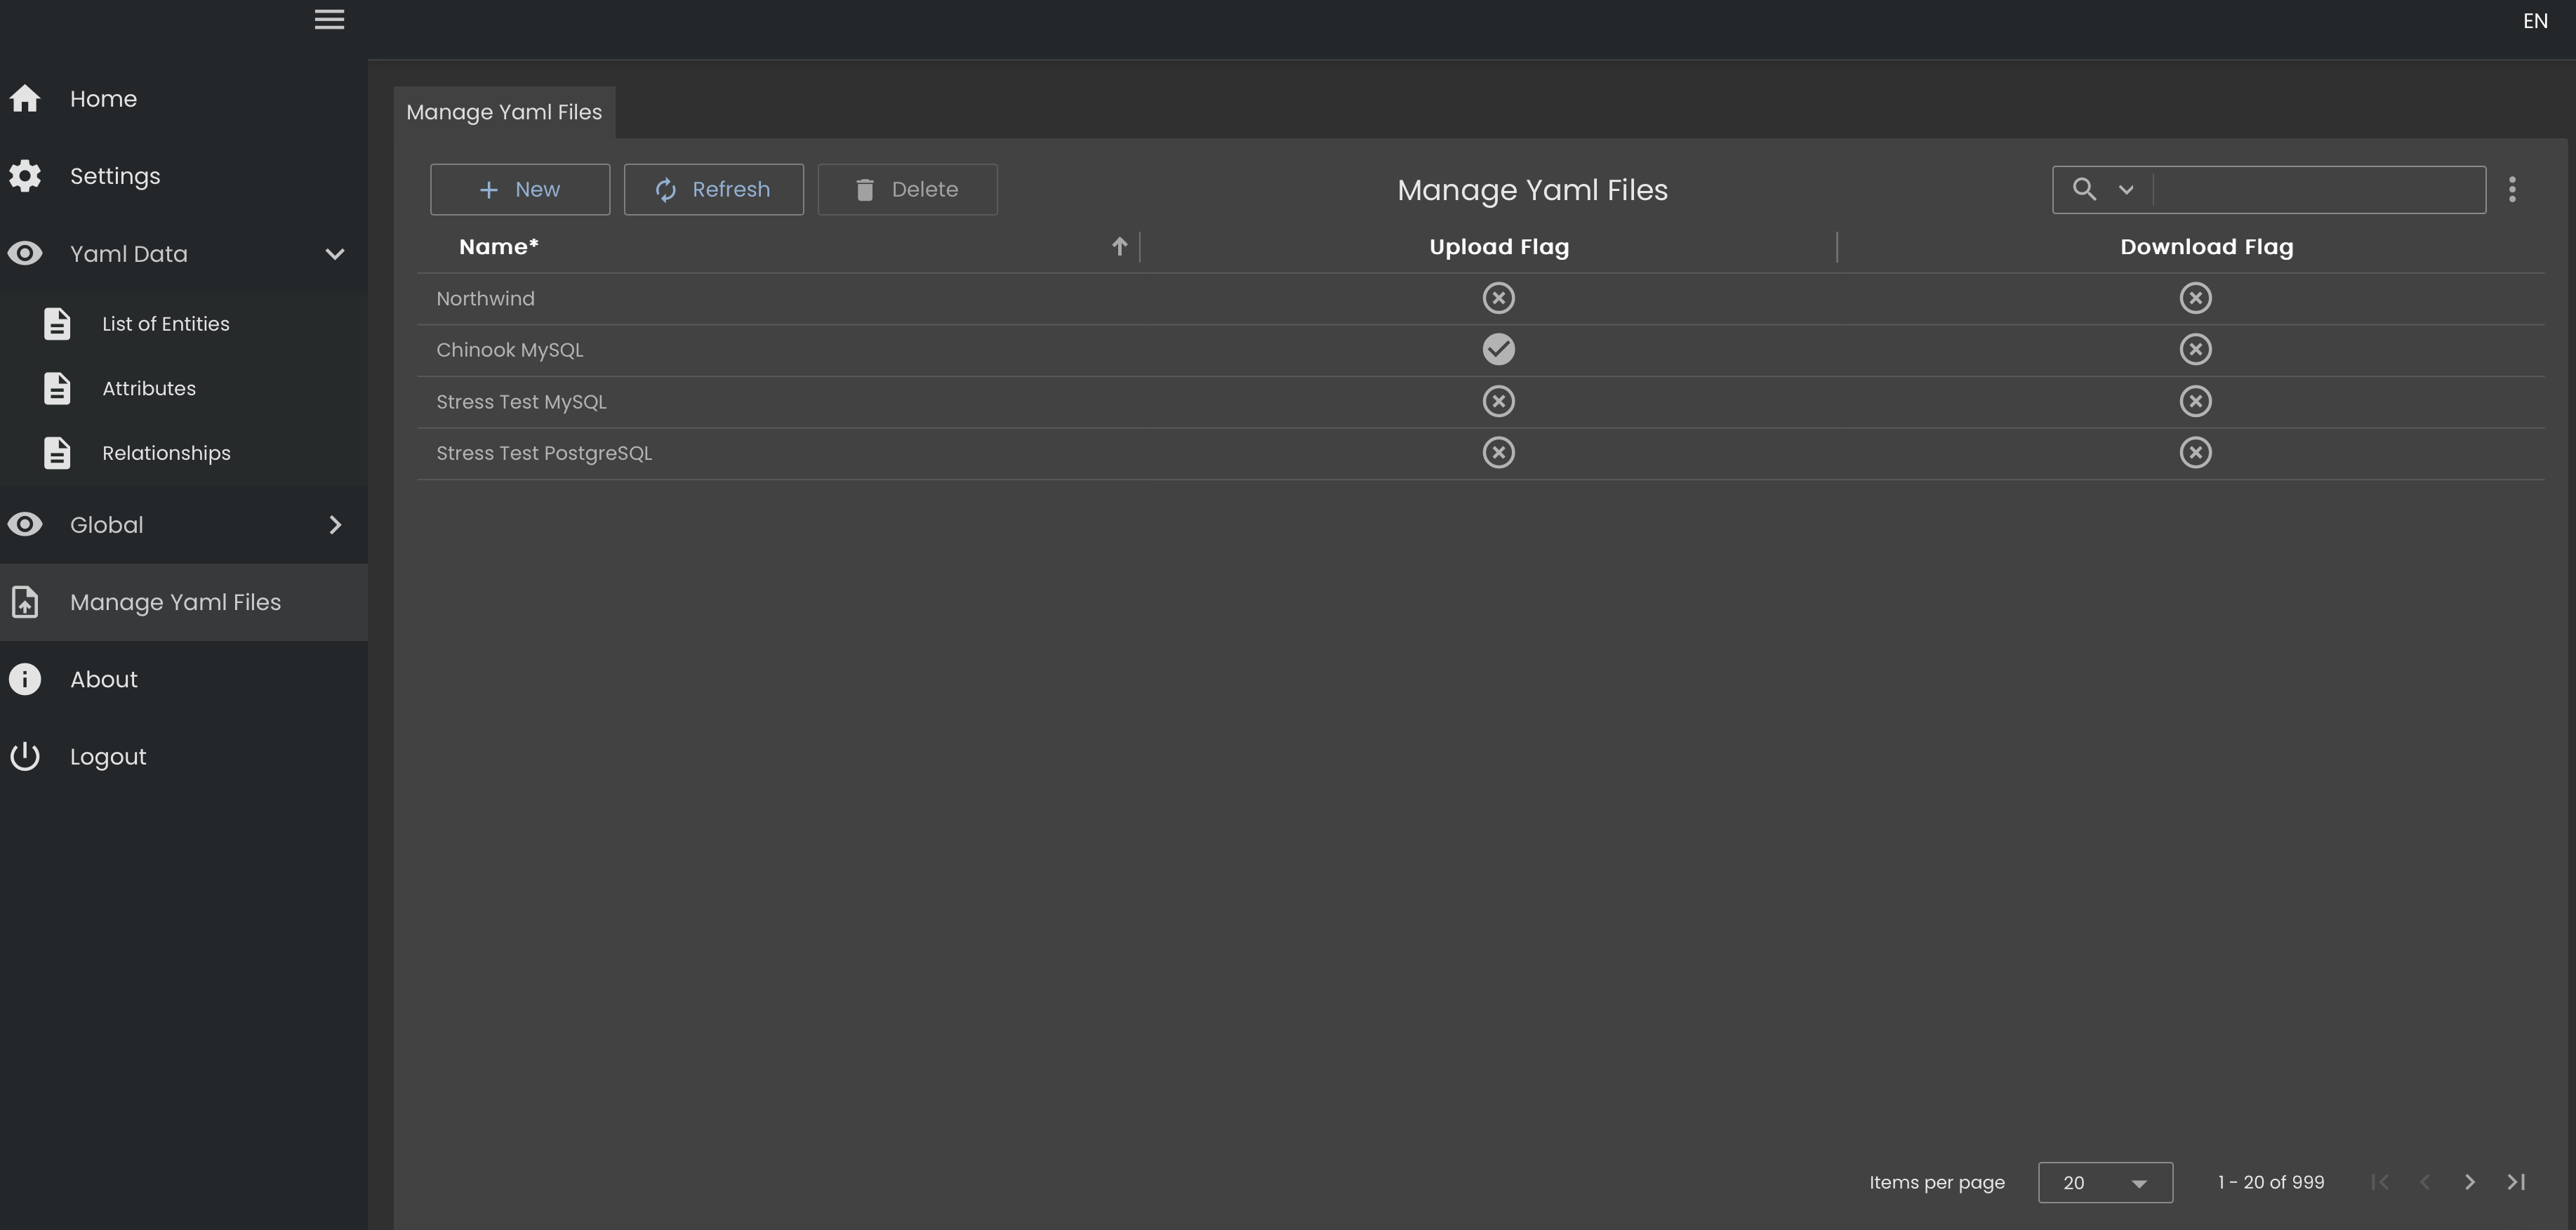 EN
Home
Settings
Yaml Data
List of Entities
Attributes
Relationships
Global
Manage Yaml Files
About
Logout
Manage Yaml Files
New Refresh Delete Manage Yaml Files
Name* Upload Flag Download Flag
Northwind
Chinook MySQL
Stress Test MySQL
Stress Test PostgreSQL
Items per page 20 1 - 20 of 999